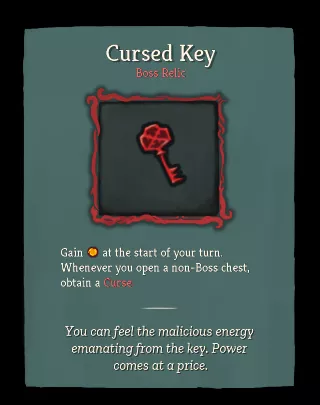 Cursed Key
Boss Relic
Gain at the start of your turn.
Whenever you open a non-Boss chest,
obtain a Curse
You can feel the malicious energy
emanating from the key. Power
comes at a price.